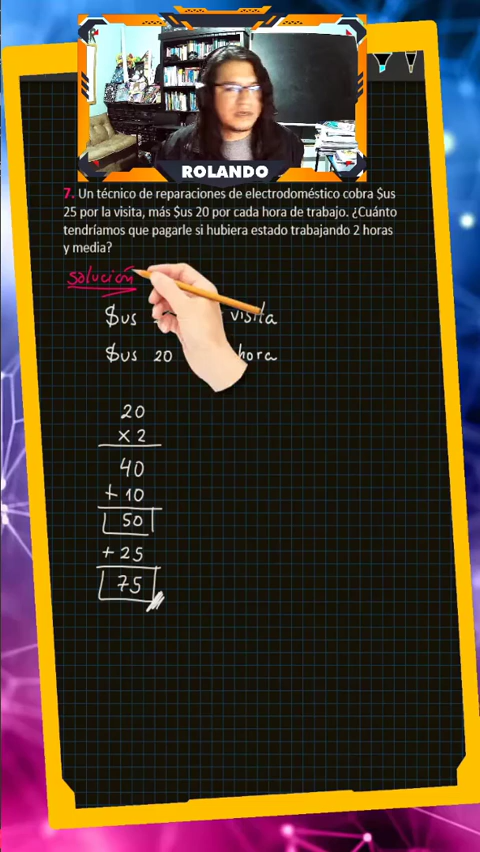 ROLANDO
7. Un técnico de reparaciones de electrodoméstico cobra $us
25 por la visita, más $us 20 por cada hora de trabajo. ¿Cuánto
tendríamos que pagarle si hubiera estado trabajando 2 horas
y media?
Solución
$us visita
$us 20 hora
20
x 2
40
+ 10
50
+ 25
75